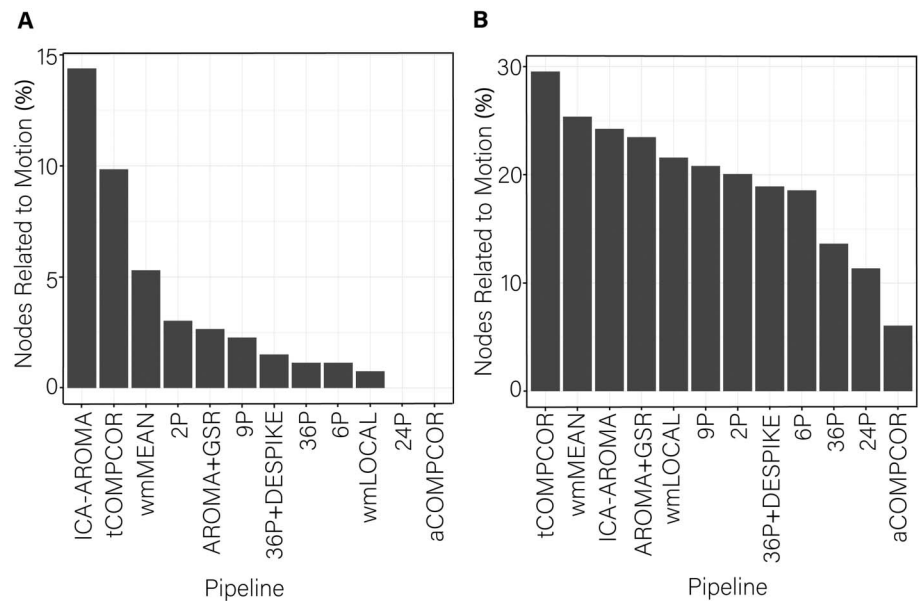 A
Nodes Related to Motion (%)
15
10
5
0
ICA-AROMA
tCOMPCOR
wmMEAN
2P
AROMA+GSR
9P
36P+DESPIKE
36P
6P
wmLOCAL
24P
aCOMPCOR
Pipeline
B
Nodes Related to Motion (%)
30
20
10
0
tCOMPCOR
wmMEAN
ICA-AROMA
AROMA+GSR
wmLOCAL
9P
2P
36P+DESPIKE
6P
36P
24P
aCOMPCOR
Pipeline